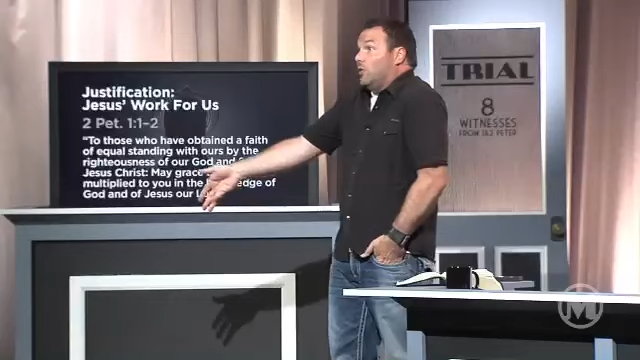 Justification:
Jesus' Work For Us
2 Pet. 1:1–2
"To those who have obtained a faith
of equal standing with ours by the
righteousness of our God and
Jesus Christ: May grace
multiplied to you in the
God and of Jesus our
TRIAL
8
WITNESSES
FROM 1&2 PETER
M